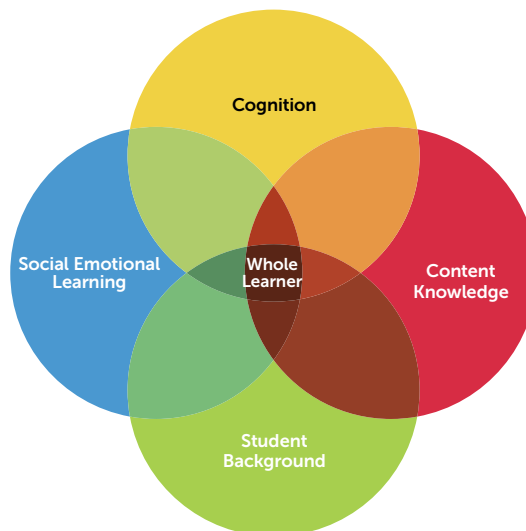 Cognition
Social Emotional
Learning
Whole
Learner
Content
Knowledge
Student
Background